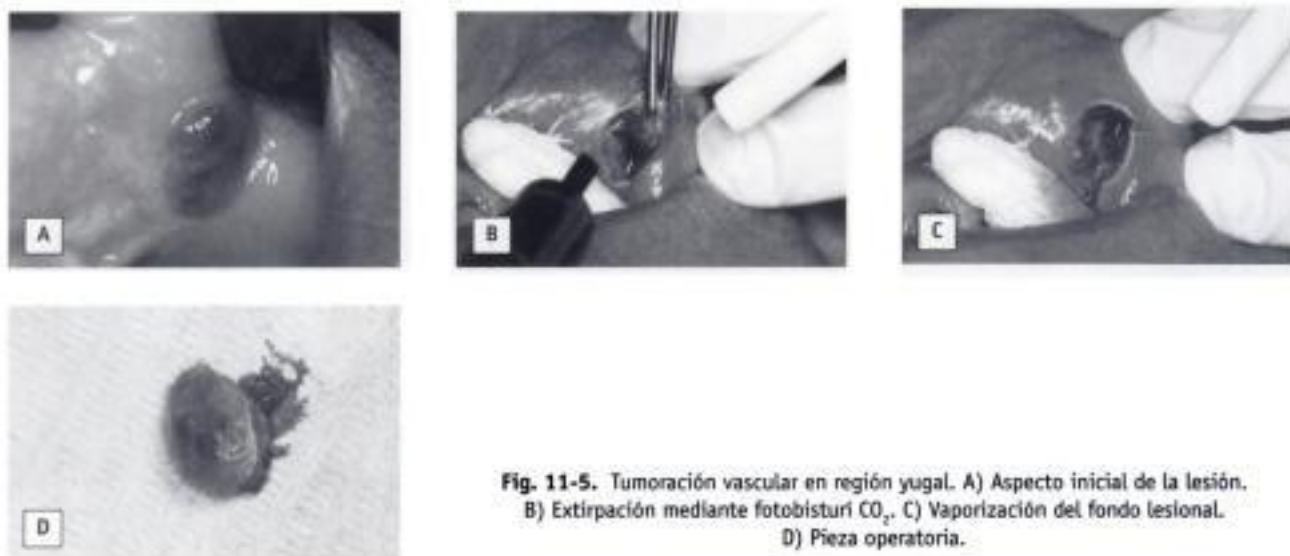 A
B
C
D
Fig. 11-5. Tumoración vascular en región yugal. A) Aspecto inicial de la lesión.
B) Extirpación mediante fotobisturí CO₂. C) Vaporización del fondo lesional.
D) Pieza operatoria.